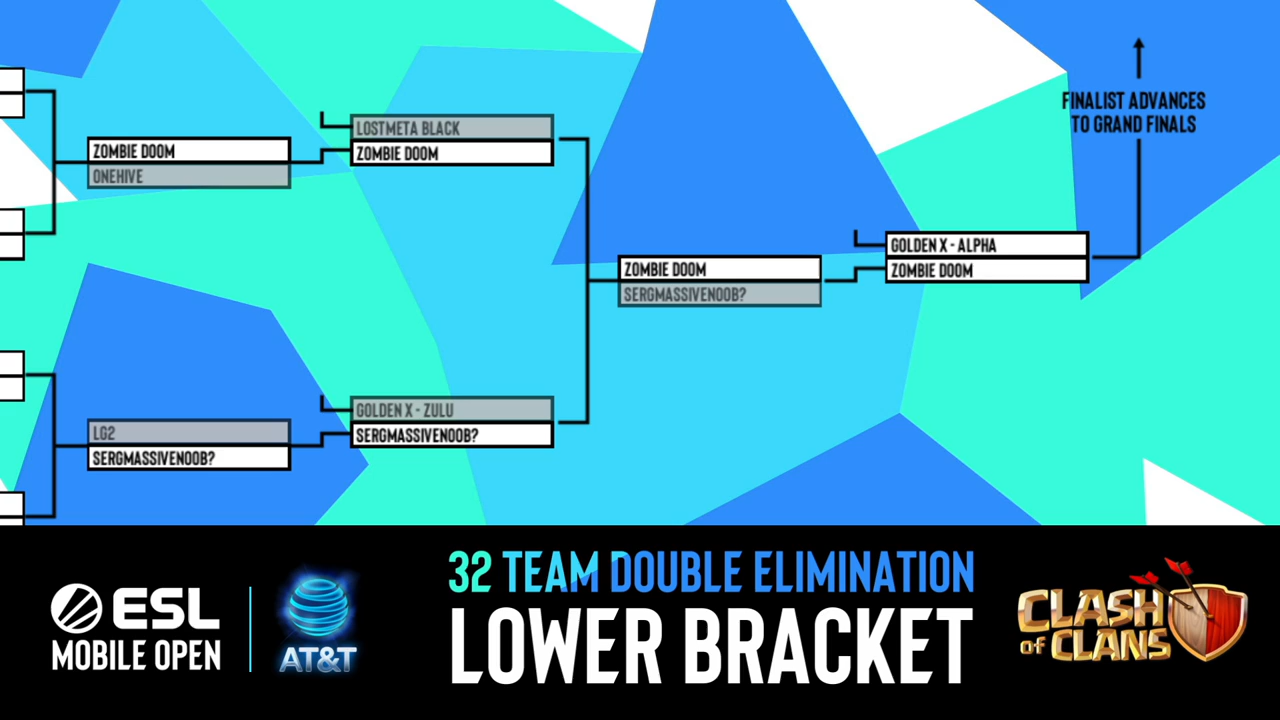 FINALIST ADVANCES
TO GRAND FINALS
ZOMBIE DOOM
ONEHIVE
LOSTMETA BLACK
ZOMBIE DOOM
LG2
SERGMASSIVENOOB?
GOLDEN X - ZULU
SERGMASSIVENOOB?
ZOMBIE DOOM
SERGMASSIVENOOB?
GOLDEN X - ALPHA
ZOMBIE DOOM
ESL
MOBILE OPEN
AT&T
32 TEAM DOUBLE ELIMINATION
LOWER BRACKET
CLASH
OF CLANS